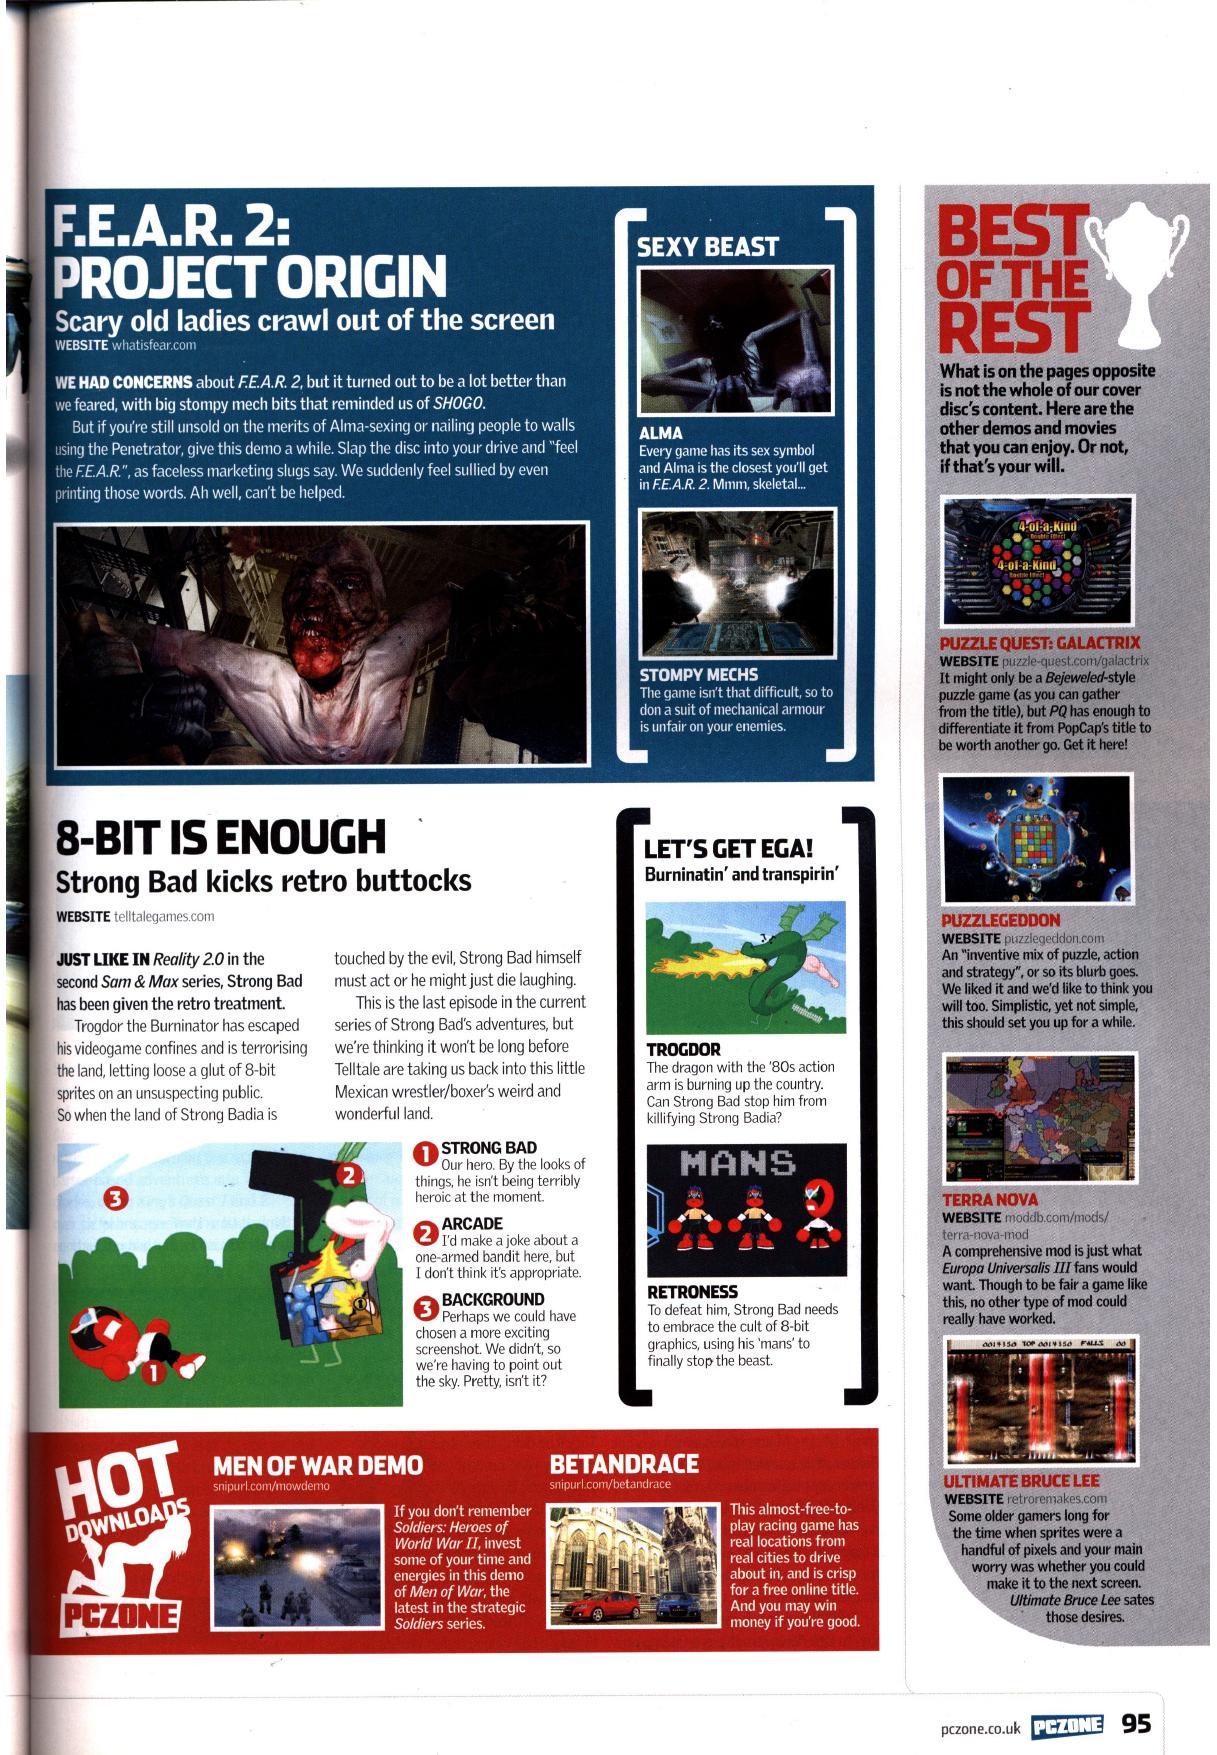 F.E.A.R. 2:
PROJECT ORIGIN
Scary old ladies crawl out of the screen
WEBSITE whatisfear.com
WE HAD CONCERNS about F.E.A.R. 2, but it turned out to be a lot better than
we feared, with big stompy mech bits that reminded us of SHOGO.
But if you're still unsold on the merits of Alma-sexing or nailing people to walls
using the Penetrator, give this demo a while. Slap the disc into your drive and "feel
the F.E.A.R.", as faceless marketing slugs say. We suddenly feel sullied by even
printing those words. Ah well, can't be helped.
SEXY BEAST
ALMA
Every game has its sex symbol
and Alma is the closest you'll get
in F.E.A.R. 2. Mmm, skeletal...
STOMPY MECHS
The game isn't that difficult, so to
don a suit of mechanical armour
is unfair on your enemies.
8-BIT IS ENOUGH
Strong Bad kicks retro buttocks
WEBSITE telltalegames.com
JUST LIKE IN Reality 2.0 in the
second Sam & Max series, Strong Bad
has been given the retro treatment.
Trogdor the Burninator has escaped
his videogame confines and is terrorising
the land, letting loose a glut of 8-bit
sprites on an unsuspecting public.
So when the land of Strong Badia is
touched by the evil, Strong Bad himself
must act or he might just die laughing.
This is the last episode in the current
series of Strong Bad's adventures, but
we're thinking it won't be long before
Telltale are taking us back into this little
Mexican wrestler/boxer's weird and
wonderful land.
3
2
1
1 STRONG BAD
Our hero. By the looks of
things, he isn't being terribly
heroic at the moment.
2 ARCADE
I'd make a joke about a
one-armed bandit here, but
I don't think it's appropriate.
3 BACKGROUND
Perhaps we could have
chosen a more exciting
screenshot. We didn't, so
we're having to point out
the sky. Pretty, isn't it?
LET'S GET EGA!
Burninatin' and transpirin'
TROGDOR
The dragon with the '80s action
arm is burning up the country.
Can Strong Bad stop him from
killifying Strong Badia?
MANS
RETRONESS
To defeat him, Strong Bad needs
to embrace the cult of 8-bit
graphics, using his 'mans' to
finally stop the beast.
HOT
DOWNLOADS
PCZONE
MEN OF WAR DEMO
snipurl.com/mowdemo
If you don't remember
Soldiers: Heroes of
World War II, invest
some of your time and
energies in this demo
of Men of War, the
latest in the strategic
Soldiers series.
BETANDRACE
snipurl.com/betandrace
This almost-free-to-
play racing game has
real locations from
real cities to drive
about in, and is crisp
for a free online title.
And you may win
money if you're good.
BEST
OF THE
REST
What is on the pages opposite
is not the whole of our cover
disc's content. Here are the
other demos and movies
that you can enjoy. Or not,
if that's your will.
4-of-a-Kind
Double Effect
4-of-a-Kind
Double Effect
PUZZLE QUEST: GALACTRIX
WEBSITE puzzle-quest.com/galactrix
It might only be a Bejeweled-style
puzzle game (as you can gather
from the title), but PQ has enough to
differentiate it from PopCap's title to
be worth another go. Get it here!
PUZZLEGEDDON
WEBSITE puzzlegeddon.com
An "inventive mix of puzzle, action
and strategy", or so its blurb goes.
We liked it and we'd like to think you
will too. Simplistic, yet not simple,
this should set you up for a while.
TERRA NOVA
WEBSITE moddb.com/mods/
terra-nova-mod
A comprehensive mod is just what
Europa Universalis III fans would
want. Though to be fair a game like
this, no other type of mod could
really have worked.
0014350 TOP 0014350 FALLS 00
ULTIMATE BRUCE LEE
WEBSITE retroremakes.com
Some older gamers long for
the time when sprites were a
handful of pixels and your main
worry was whether you could
make it to the next screen.
Ultimate Bruce Lee sates
those desires.
pczone.co.uk PCZONE 95